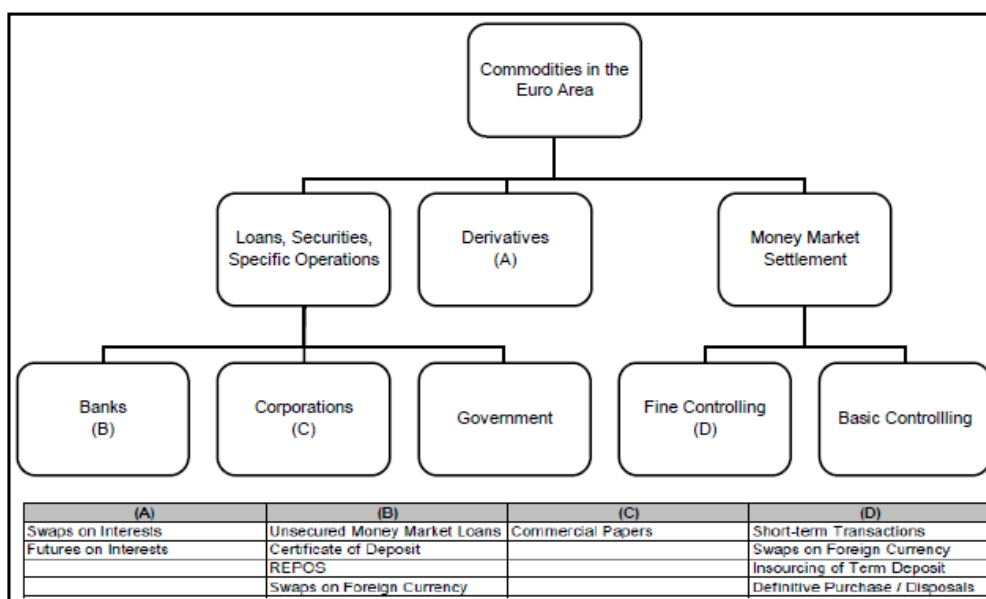 Commodities in the
Euro Area
Loans, Securities,
Specific Operations
Derivatives
(A)
Money Market
Settlement
Banks
(B)
Corporations
(C)
Government
Fine Controlling
(D)
Basic Controllling
(A) (B) (C) (D)
Swaps on Interests Unsecured Money Market Loans Commercial Papers Short-term Transactions
Futures on Interests Certificate of Deposit Swaps on Foreign Currency
REPOS Insourcing of Term Deposit
Swaps on Foreign Currency Definitive Purchase / Disposals